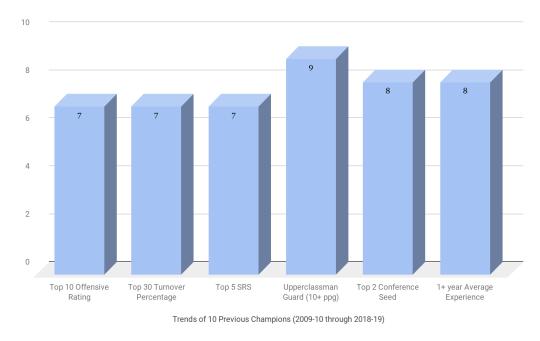 10
8
6
4
2
0
7
7
7
9
8
8
Top 10 Offensive
Rating
Top 30 Turnover
Percentage
Top 5 SRS
Upperclassman
Guard (10+ ppg)
Top 2 Conference
Seed
1+ year Average
Experience
Trends of 10 Previous Champions (2009-10 through 2018-19)